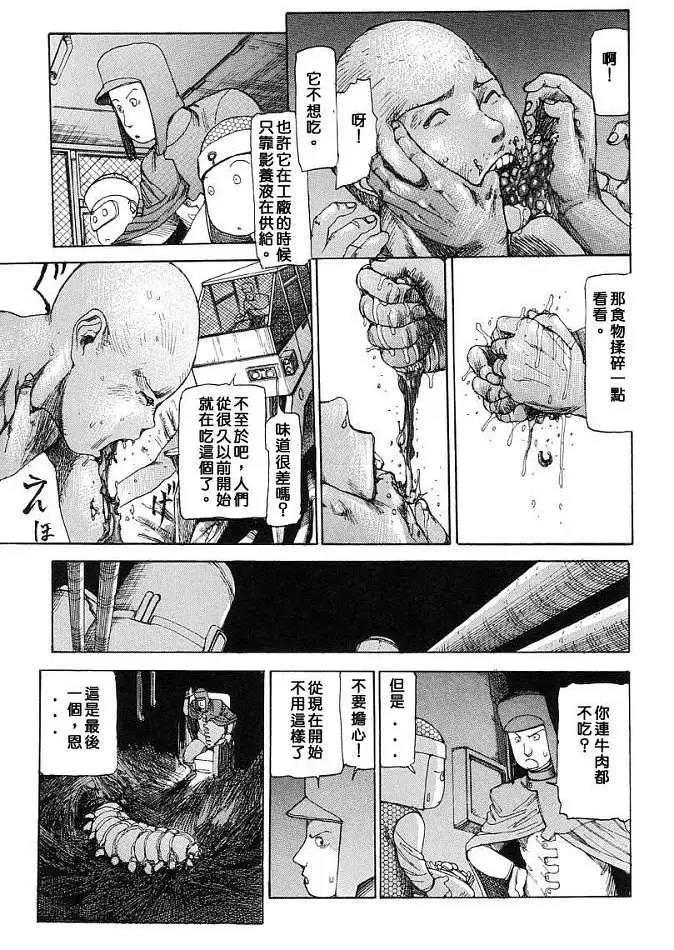 啊！
呀！
它不想吃。
也許它在工廠的時候
只靠影養液在供給。
那食物揉碎一點
看看。
味道很差嗎？
不至於吧，人們
從很久以前開始
就在吃這個了。
げ
えほ
你連牛肉都
不吃？
但是...
不要擔心！
從現在開始
不用這樣了
這是最後
一個，恩
...